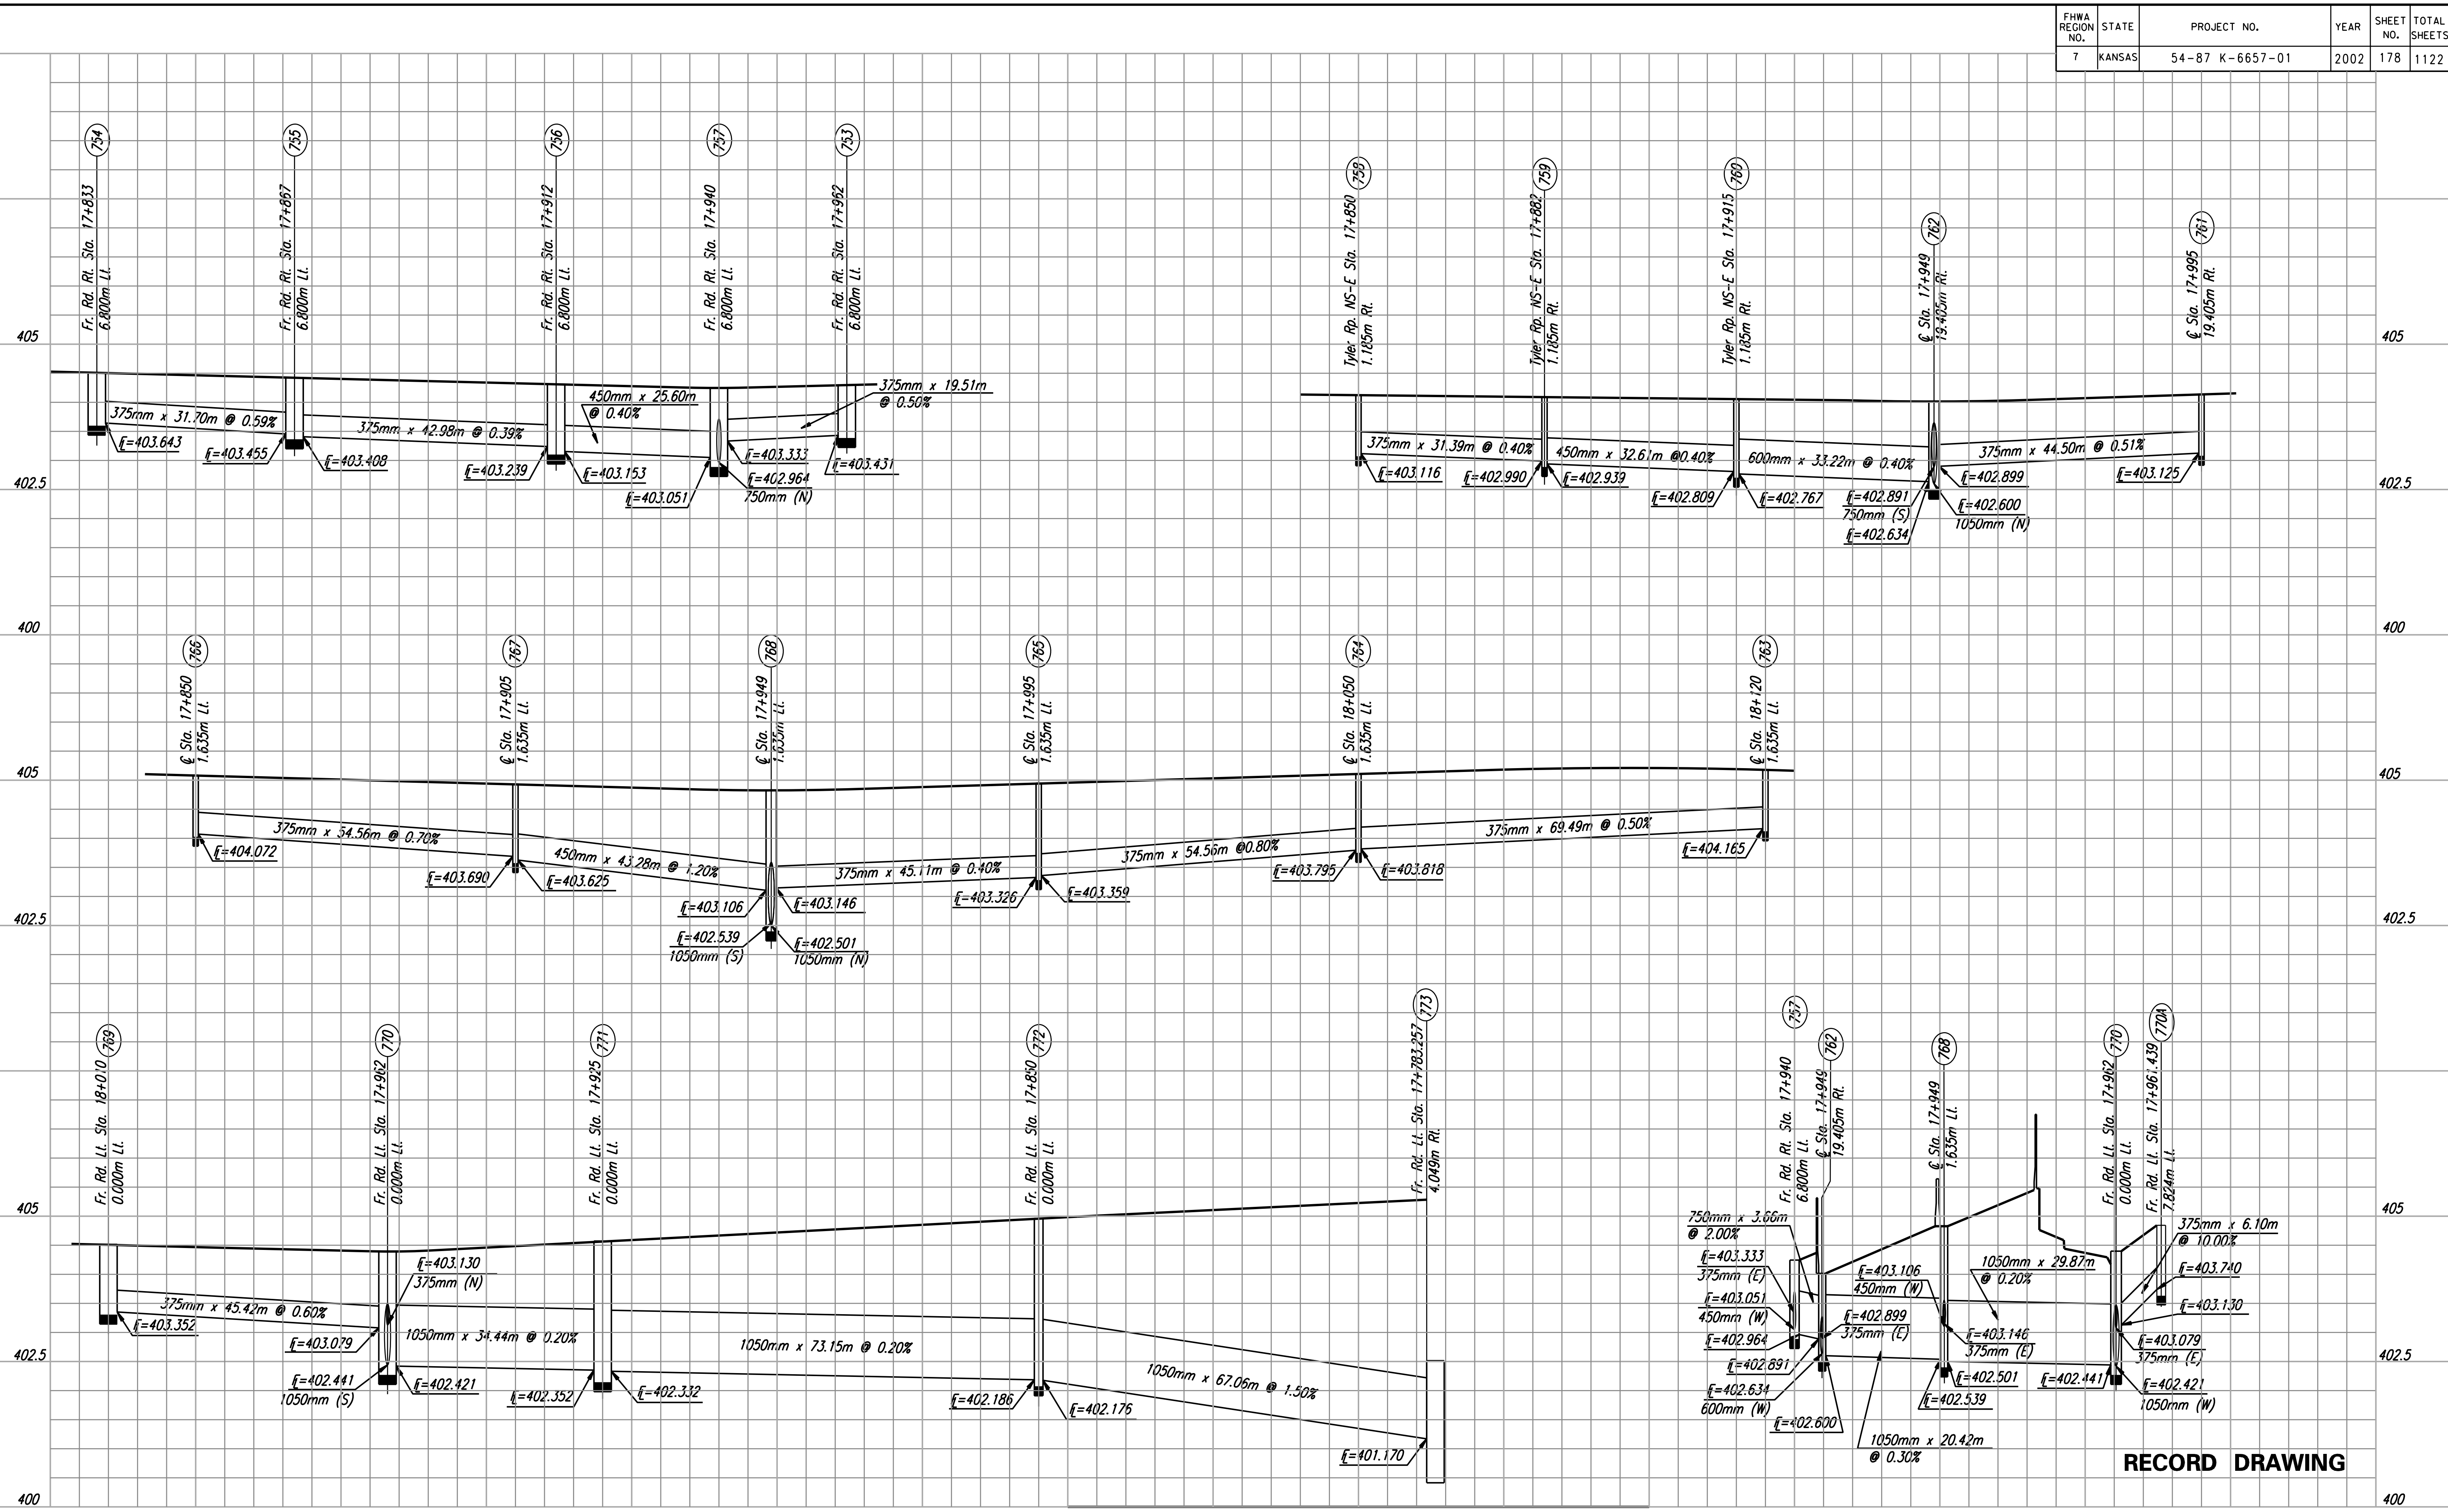 FHWA REGION NO.
STATE
PROJECT NO.
YEAR
SHEET NO.
TOTAL SHEETS
7
KANSAS
54-87 K-6657-01
2002
178
1122
754
Fr. Rd. Rt. Sta. 17+833
6.800m Lt.
755
Fr. Rd. Rt. Sta. 17+867
6.800m Lt.
756
Fr. Rd. Rt. Sta. 17+912
6.800m Lt.
757
Fr. Rd. Rt. Sta. 17+940
6.800m Lt.
753
Fr. Rd. Rt. Sta. 17+962
6.800m Lt.
758
Tyler Rp. NS-E Sta. 17+850
1.185m Rt.
759
Tyler Rp. NS-E Sta. 17+882
1.185m Rt.
760
Tyler Rp. NS-E Sta. 17+915
1.185m Rt.
762
℄ Sta. 17+949
19.405m Rt.
761
℄ Sta. 17+995
19.405m Rt.
405
405
375mm x 31.70m @ 0.59%
375mm x 42.98m @ 0.39%
450mm x 25.60m
@ 0.40%
375mm x 19.51m
@ 0.50%
℄=403.643
℄=403.455
℄=403.408
℄=403.239
℄=403.153
℄=403.051
℄=403.333
℄=402.964
750mm (N)
℄=403.431
375mm x 31.39m @ 0.40%
450mm x 32.61m @0.40%
600mm x 33.22m @ 0.40%
375mm x 44.50m @ 0.51%
℄=403.116
℄=402.990
℄=402.939
℄=402.809
℄=402.767
℄=402.891
750mm (S)
℄=402.634
℄=402.899
℄=402.600
1050mm (N)
℄=403.125
402.5
402.5
400
400
766
℄ Sta. 17+850
1.635m Lt.
767
℄ Sta. 17+905
1.635m Lt.
768
℄ Sta. 17+949
1.635m Lt.
765
℄ Sta. 17+995
1.635m Lt.
764
℄ Sta. 18+050
1.635m Lt.
763
℄ Sta. 18+120
1.635m Lt.
405
405
375mm x 54.56m @ 0.70%
450mm x 43.28m @ 1.20%
375mm x 45.11m @ 0.40%
375mm x 54.56m @0.80%
375mm x 69.49m @ 0.50%
℄=404.072
℄=403.690
℄=403.625
℄=403.106
℄=403.146
℄=402.539
1050mm (S)
℄=402.501
1050mm (N)
℄=403.326
℄=403.359
℄=403.795
℄=403.818
℄=404.165
402.5
402.5
769
Fr. Rd. Lt. Sta. 18+010
0.000m Lt.
770
Fr. Rd. Lt. Sta. 17+962
0.000m Lt.
771
Fr. Rd. Lt. Sta. 17+925
0.000m Lt.
772
Fr. Rd. Lt. Sta. 17+850
0.000m Lt.
773
Fr. Rd. Lt. Sta. 17+783.257
4.049m Rt.
757
Fr. Rd. Rt. Sta. 17+940
6.800m Lt.
762
℄ Sta. 17+949
19.405m Rt.
768
℄ Sta. 17+949
1.635m Lt.
770
Fr. Rd. Lt. Sta. 17+962
0.000m Lt.
770A
Fr. Rd. Lt. Sta. 17+961.439
7.824m Lt.
405
405
375mm x 45.42m @ 0.60%
℄=403.352
℄=403.130
375mm (N)
℄=403.079
℄=402.441
1050mm (S)
℄=402.421
1050mm x 34.44m @ 0.20%
℄=402.352
℄=402.332
1050mm x 73.15m @ 0.20%
℄=402.186
℄=402.176
1050mm x 67.06m @ 1.50%
℄=401.170
750mm x 3.66m
@ 2.00%
℄=403.333
375mm (E)
℄=403.051
450mm (W)
℄=402.964
℄=402.891
℄=402.634
600mm (W)
℄=402.600
℄=402.899
375mm (E)
℄=403.106
450mm (W)
℄=403.146
375mm (E)
℄=402.501
℄=402.539
1050mm x 20.42m
@ 0.30%
1050mm x 29.87m
@ 0.20%
℄=402.441
375mm x 6.10m
@ 10.00%
℄=403.740
℄=403.130
℄=403.079
375mm (E)
℄=402.421
1050mm (W)
402.5
402.5
RECORD DRAWING
400
400